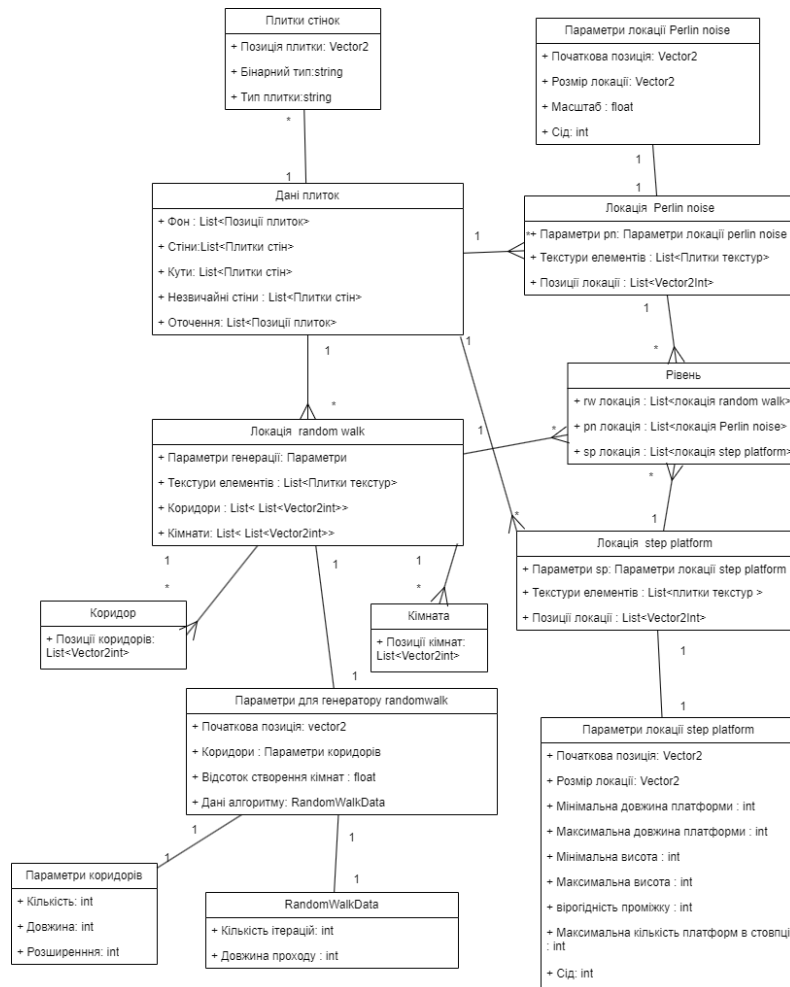 Плитки стінок
+ Позиція плитки: Vector2
+ Бінарний тип:string
+ Тип плитки:string
*
1
Параметри локації Perlin noise
+ Початкова позиція: Vector2
+ Розмір локації: Vector2
+ Масштаб : float
+ Сід: int
1
1
Дані плиток
+ Фон : List<Позиції плиток>
+ Стіни:List<Плитки стін>
+ Кути: List<Плитки стін>
+ Незвичайні стіни : List<Плитки стін>
+ Оточення: List<Позиції плиток>
1
*
Локація Perlin noise
+ Параметри pn: Параметри локації perlin noise
+ Текстури елементів : List<Плитки текстур>
+ Позиції локації : List<Vector2Int>
1
*
1
*
1
*
Рівень
+ rw локація : List<локація random walk>
+ pn локація : List<локація Perlin noise>
+ sp локація : List<локація step platform>
1
*
*
1
Локація random walk
+ Параметри генерації: Параметри
+ Текстури елементів : List<Плитки текстур>
+ Коридори : List< List<Vector2int>>
+ Кімнати: List< List<Vector2int>>
1
*
1
1
*
Локація step platform
+ Параметри sp: Параметри локації step platform
+ Текстури елементів : List<плитки текстур >
+ Позиції локації : List<Vector2Int>
1
1
Коридор
+ Позиції коридорів:
List<Vector2int>
Кімната
+ Позиції кімнат:
List<Vector2int>
1
Параметри для генератору randomwalk
+ Початкова позиція: vector2
+ Коридори : Параметри коридорів
+ Відсоток створення кімнат : float
+ Дані алгоритму: RandomWalkData
1
1
1
1
Параметри коридорів
+ Кількість: int
+ Довжина: int
+ Розширенння: int
RandomWalkData
+ Кількість ітерацій: int
+ Довжина проходу : int
Параметри локації step platform
+ Початкова позиція: Vector2
+ Розмір локації: Vector2
+ Мінімальна довжина платформи : int
+ Максимальна довжина платформи : int
+ Мінімальна висота : int
+ Максимальна висота : int
+ вірогідність проміжку : int
+ Максимальна кількість платформ в стовпці
: int
+ Сід: int